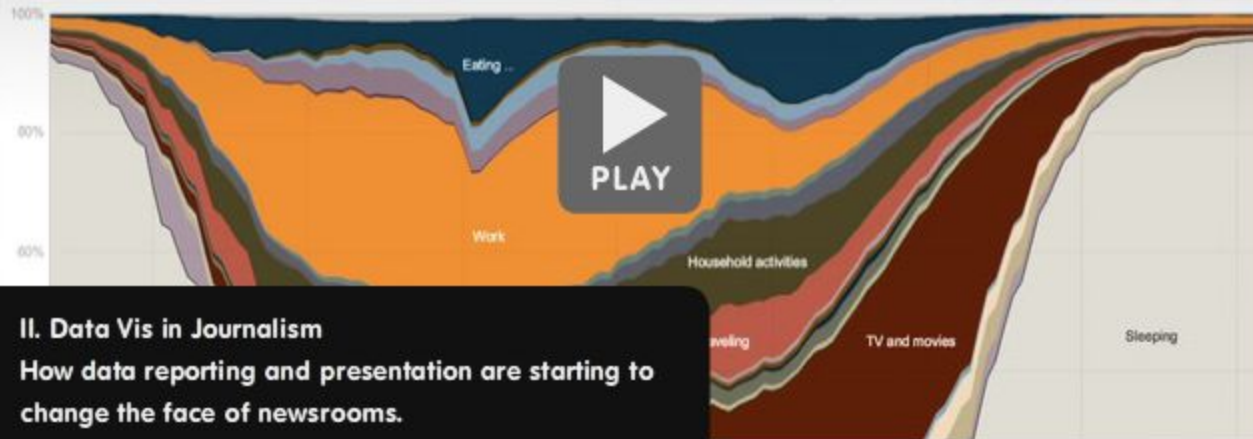 100%
Eating ...
80%
PLAY
Work
60%
Household activities
II. Data Vis in Journalism
How data reporting and presentation are starting to
change the face of newsrooms.
aveling
TV and movies
Sleeping